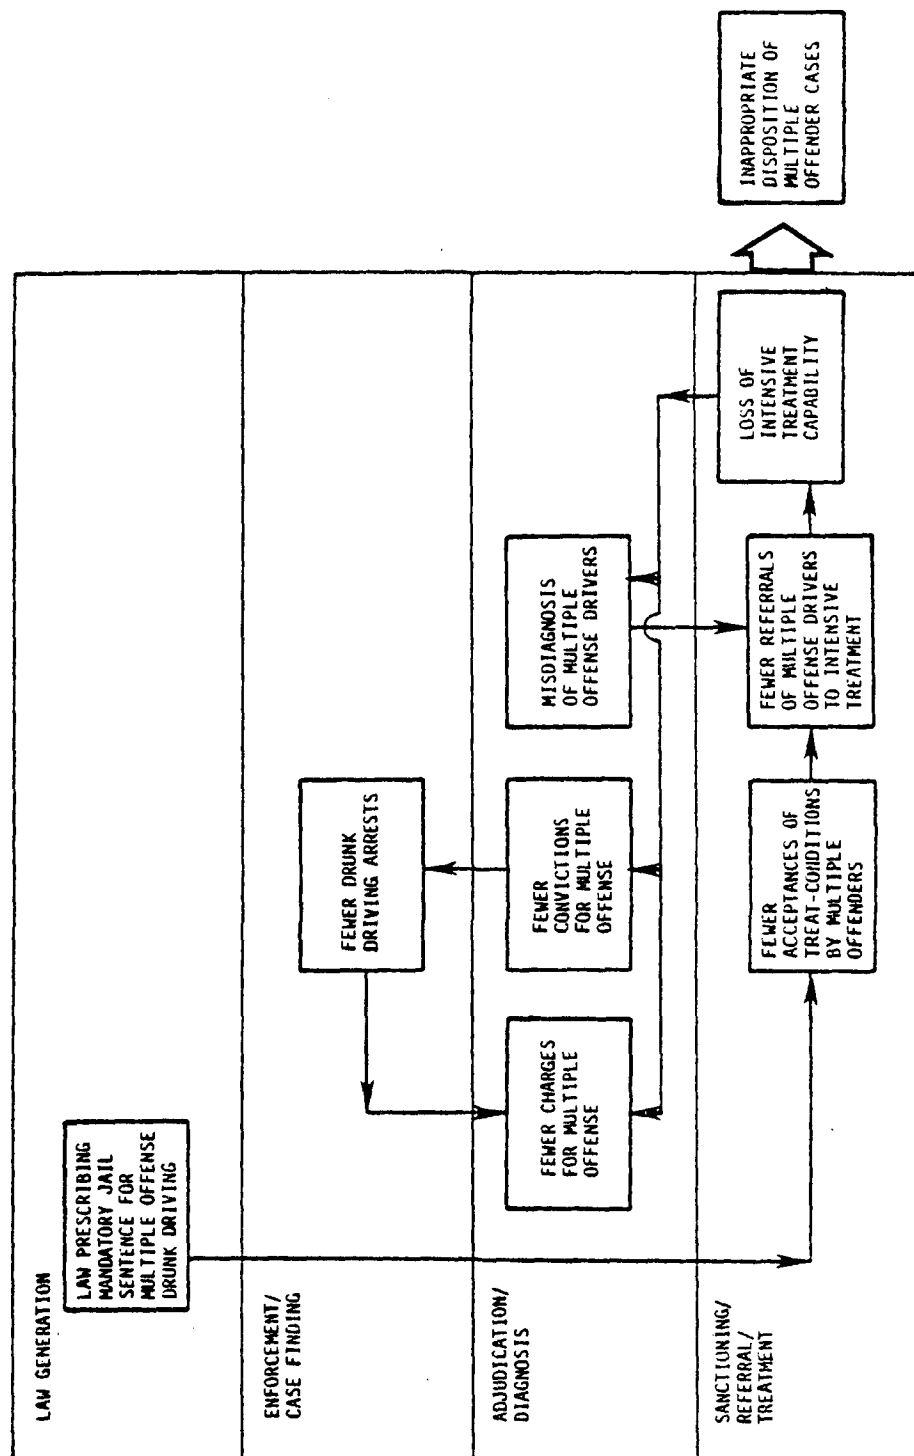 LAW GENERATION
LAW PRESCRIBING
MANDATORY JAIL
SENTENCE FOR
MULTIPLE OFFENSE
DRUNK DRIVING
ENFORCEMENT/
CASE FINDING
FEWER DRUNK
DRIVING ARRESTS
ADJUDICATION/
DIAGNOSIS
FEWER CHARGES
FOR MULTIPLE
OFFENSE
FEWER
CONVICTIONS
FOR MULTIPLE
OFFENSE
MISDIAGNOSIS
OF MULTIPLE
OFFENSE DRIVERS
SANCTIONING/
REFERRAL/
TREATMENT
FEWER
ACCEPTANCES OF
TREAT-CONDITIONS
BY MULTIPLE
OFFENDERS
FEWER REFERRALS
OF MULTIPLE
OFFENSE DRIVERS
TO INTENSIVE
TREATMENT
LOSS OF
INTENSIVE
TREATMENT
CAPABILITY
INAPPROPRIATE
DISPOSITION OF
MULTIPLE
OFFENDER CASES